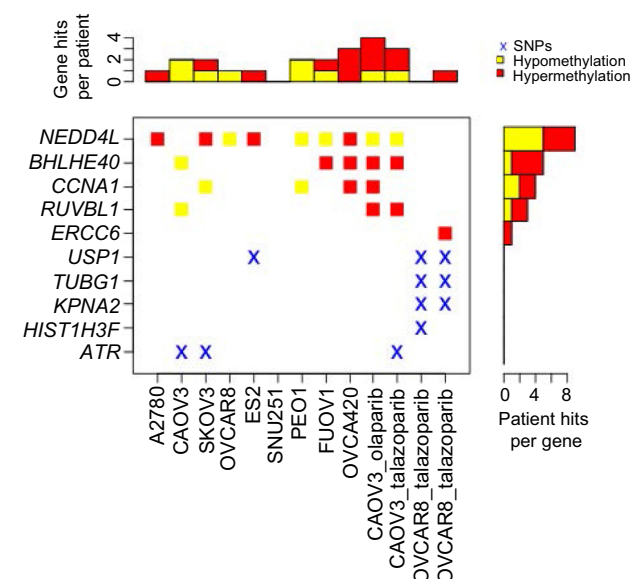 Gene hits
per patient
4
2
0
SNPs
Hypomethylation
Hypermethylation
NEDD4L
BHLHE40
CCNA1
RUVBL1
ERCC6
USP1
TUBG1
KPNA2
HIST1H3F
ATR
A2780
CAOV3
SKOV3
OVCAR8
ES2
SNU251
PEO1
FUOV1
OVCA420
CAOV3_olaparib
CAOV3_talazoparib
OVCAR8_talazoparib
OVCAR8_talazoparib
0 4 8
Patient hits
per gene